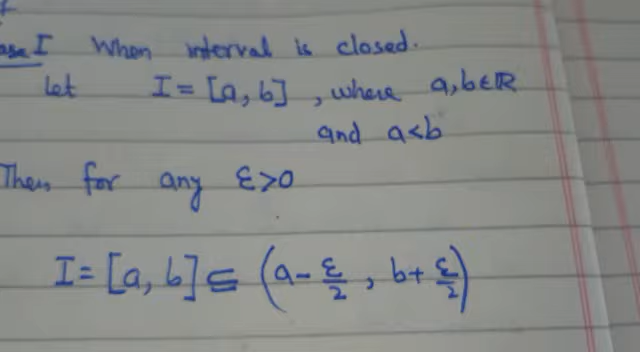 Case I When interval is closed.
Let I = [a, b] , where a, b ∈ ℝ
and a < b
Then for any ε > 0
I = [a, b] ⊆ (a - ε/2 , b + ε/2)